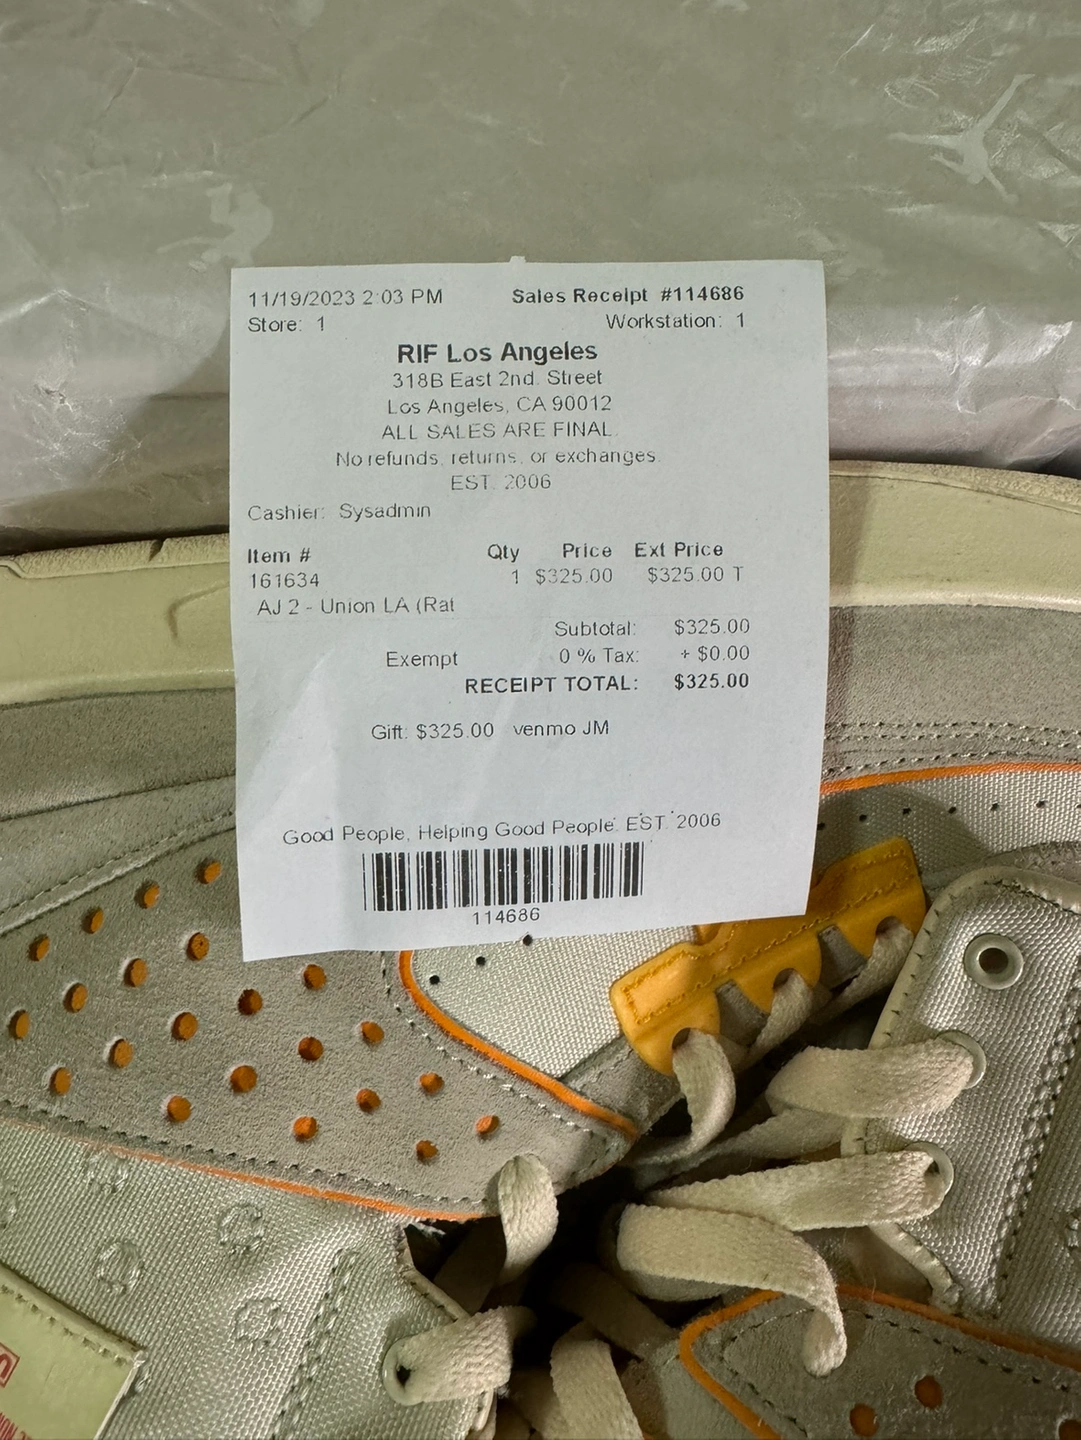 11/19/2023 2:03 PM Sales Receipt #114686
Store: 1 Workstation: 1
RIF Los Angeles
318B East 2nd. Street
Los Angeles, CA 90012
ALL SALES ARE FINAL.
No refunds, returns, or exchanges.
EST. 2006
Cashier: Sysadmin
Item # Qty Price Ext Price
161634 1 $325.00 $325.00 T
AJ 2 - Union LA (Rat
Subtotal: $325.00
Exempt 0 % Tax: + $0.00
RECEIPT TOTAL: $325.00
Gift: $325.00 venmo JM
Good People, Helping Good People. EST. 2006
114686